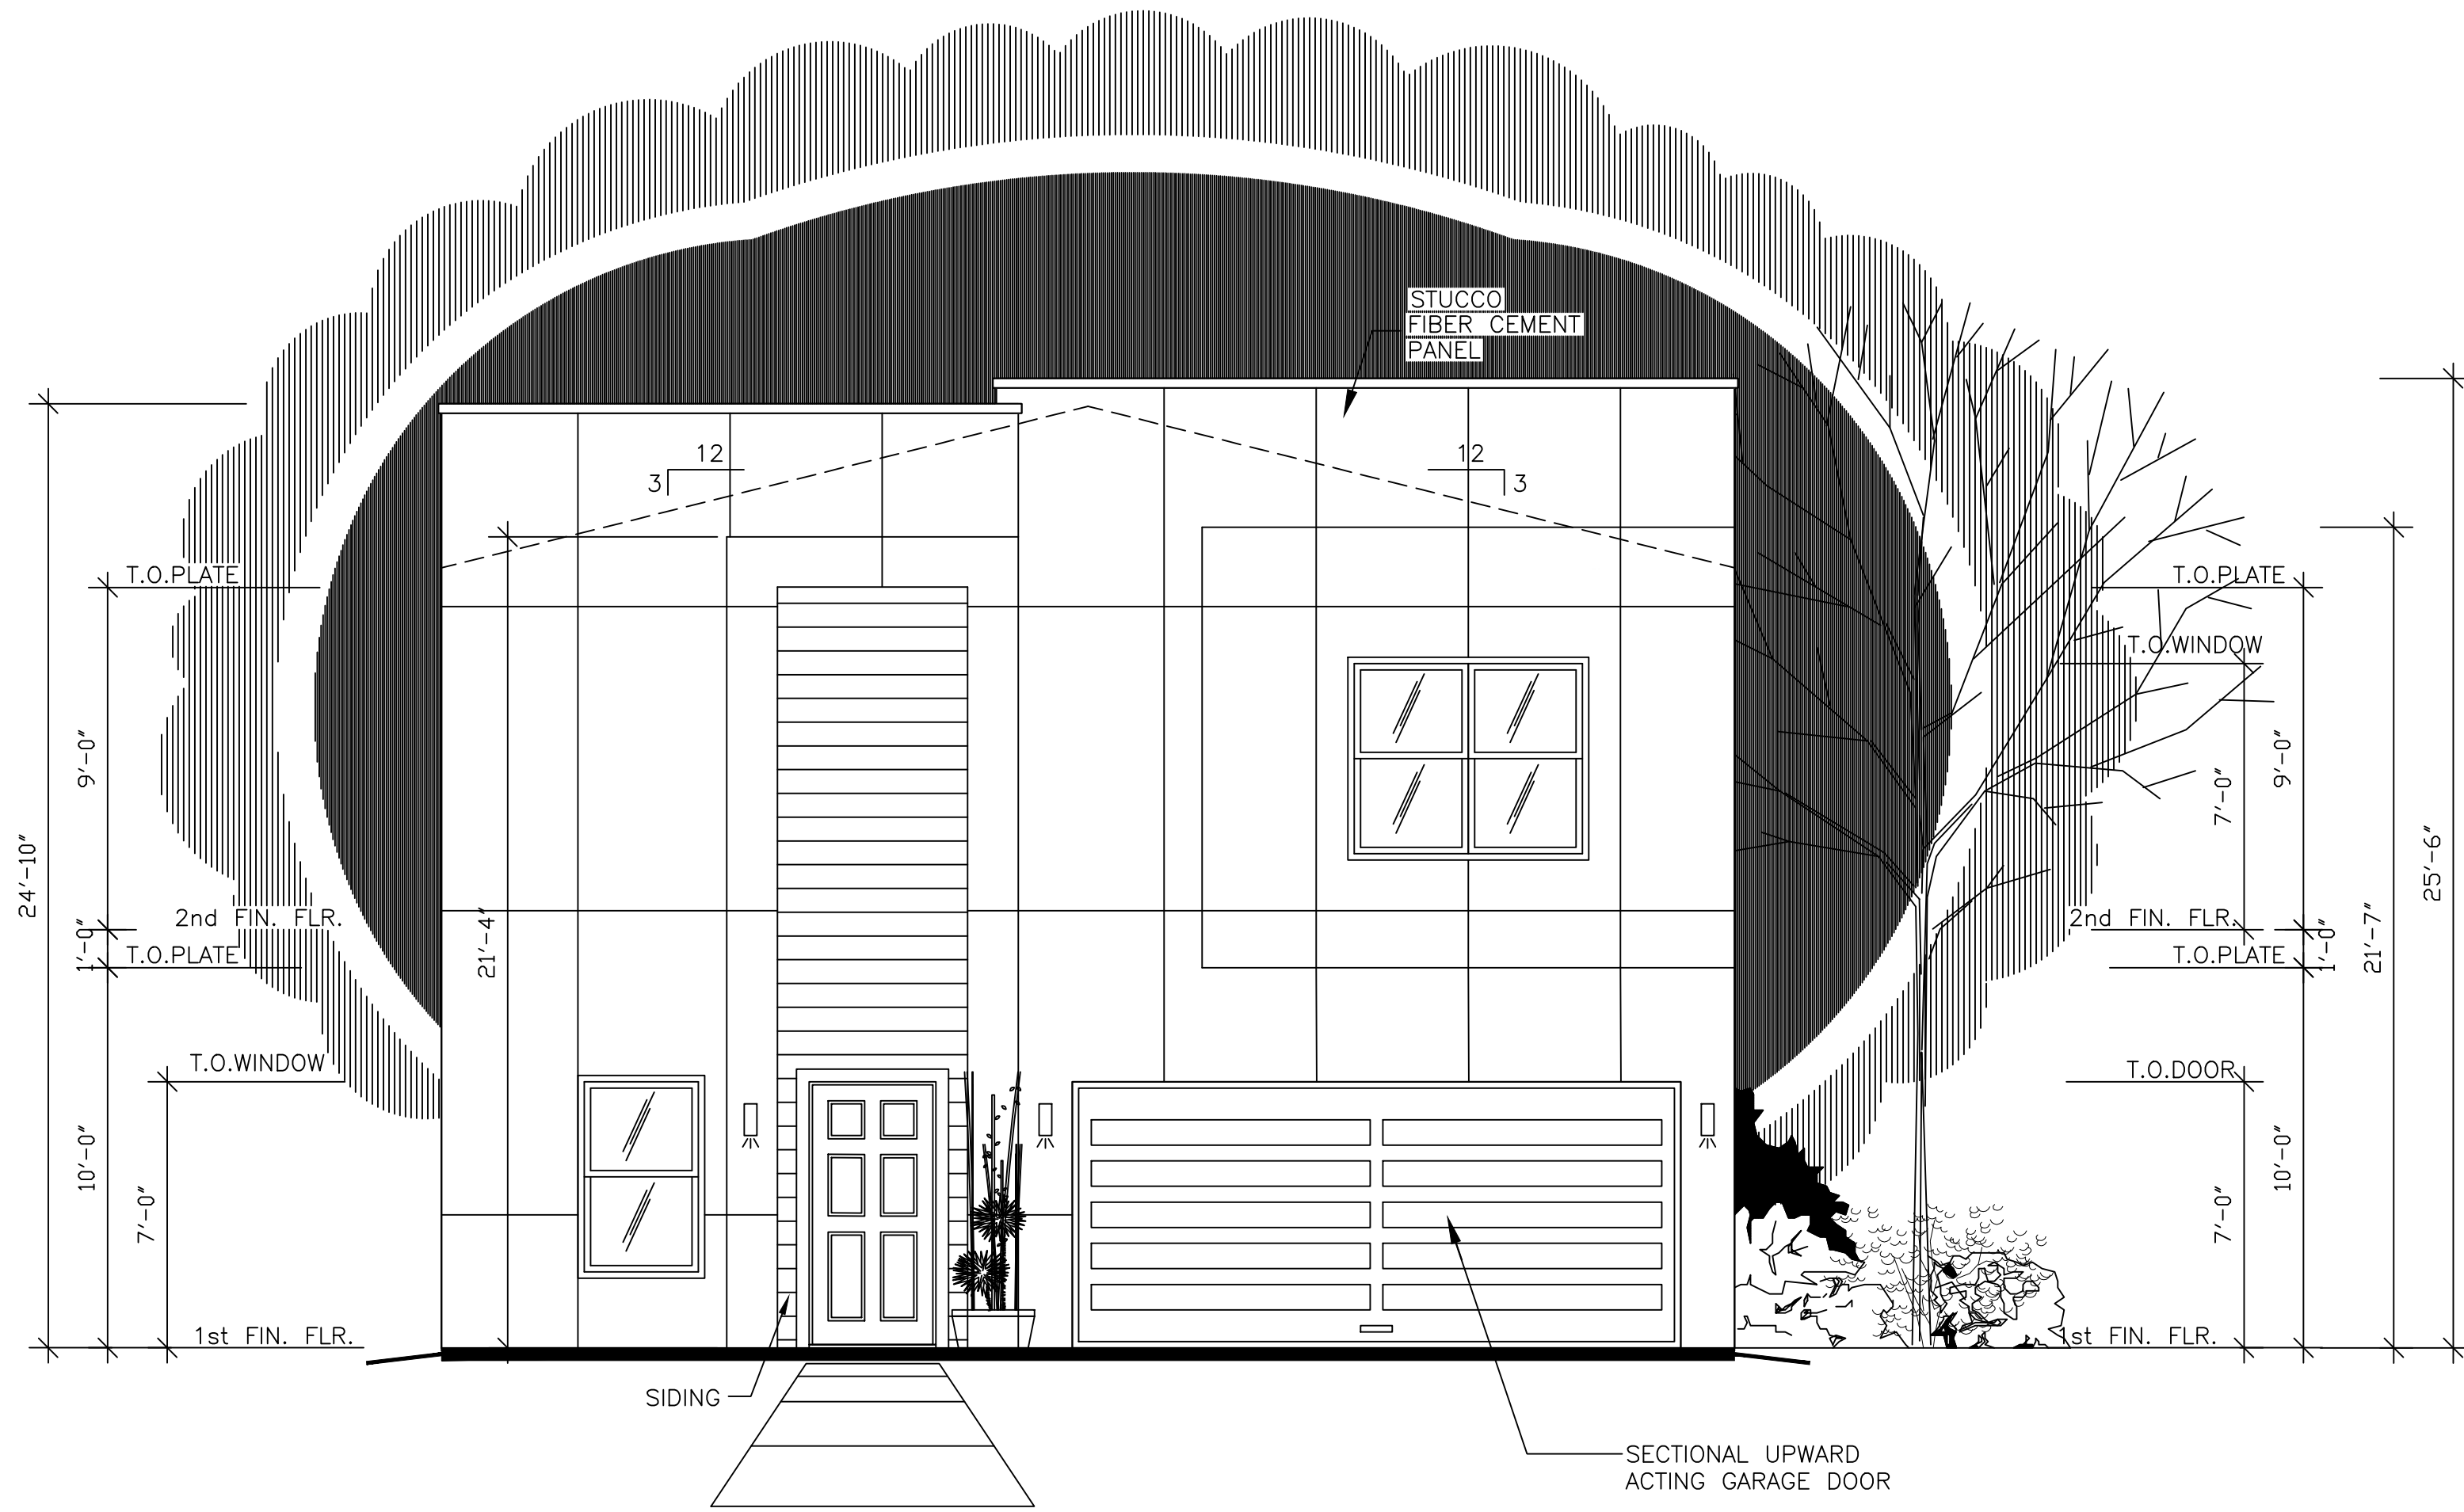 STUCCO
FIBER CEMENT
PANEL
12
3
12
3
T.O.PLATE
T.O.PLATE
T.O.WINDOW
9'-0"
9'-0"
7'-0"
24'-10"
25'-6"
2nd FIN. FLR.
2nd FIN. FLR.
1'-0"
1'-0"
21'-4"
21'-7"
T.O.PLATE
T.O.PLATE
T.O.WINDOW
T.O.DOOR
10'-0"
10'-0"
7'-0"
7'-0"
1st FIN. FLR.
1st FIN. FLR.
SIDING
SECTIONAL UPWARD
ACTING GARAGE DOOR